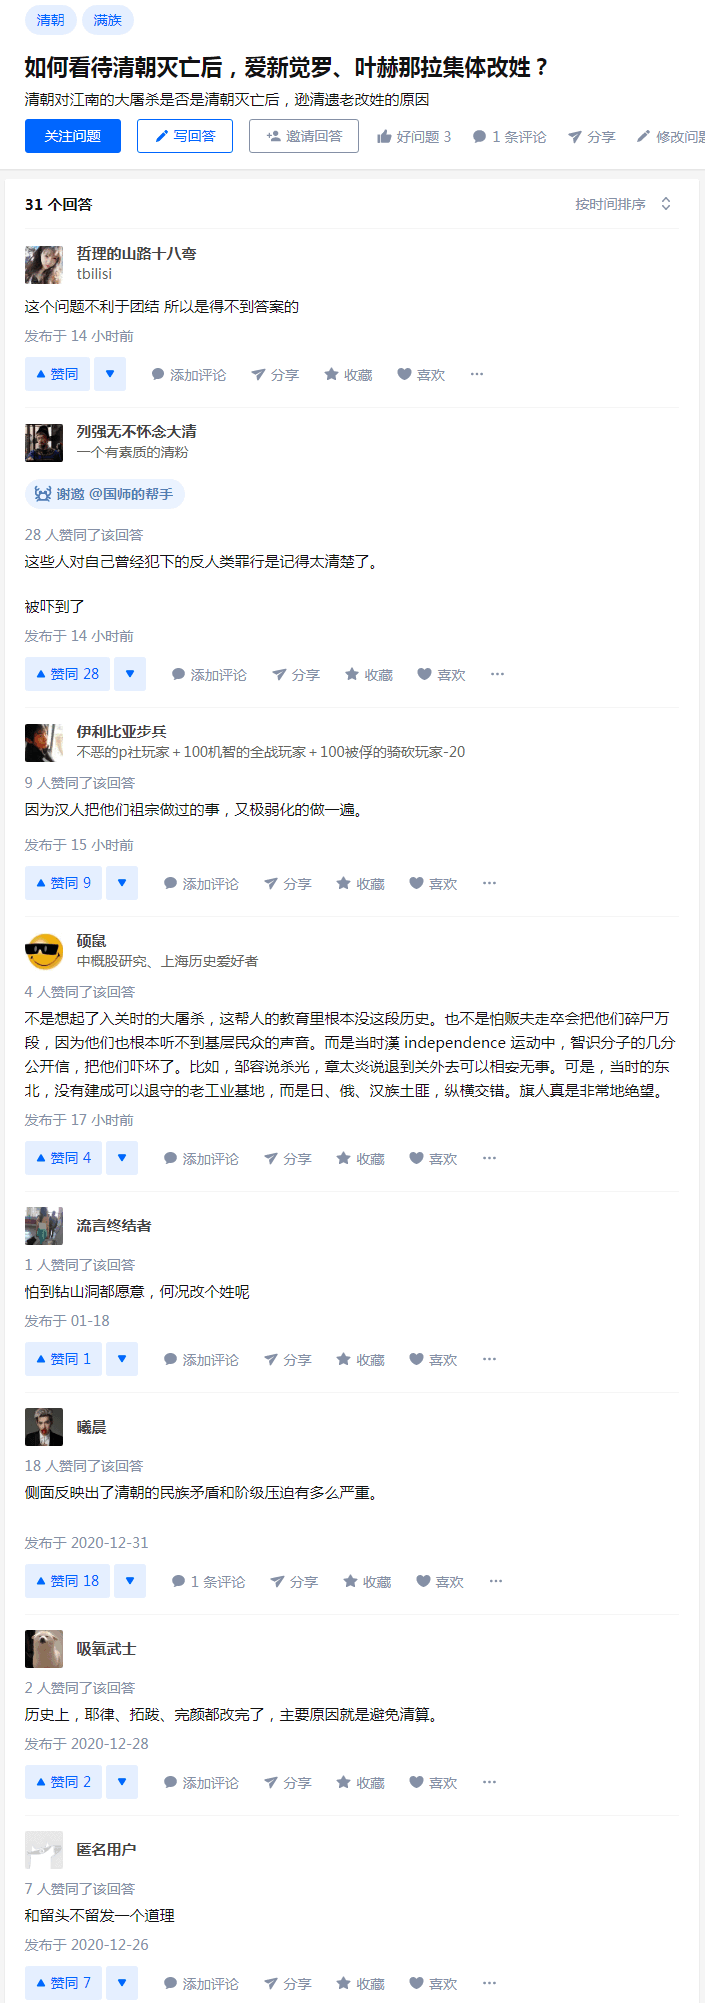 清朝 满族
如何看待清朝灭亡后，爱新觉罗、叶赫那拉集体改姓？
清朝对江南的大屠杀是否是清朝灭亡后，逊清遗老改姓的原因
关注问题 写回答 邀请回答 好问题 3 1 条评论 分享 修改问题
31 个回答 按时间排序
哲理的山路十八弯
tbilisi
这个问题不利于团结 所以是得不到答案的
发布于 14 小时前
赞同 添加评论 分享 收藏 喜欢 ···
列强无不怀念大清
一个有素质的清粉
谢邀 @国师的帮手
28 人赞同了该回答
这些人对自己曾经犯下的反人类罪行是记得太清楚了。
被吓到了
发布于 14 小时前
赞同 28 添加评论 分享 收藏 喜欢 ···
伊利比亚步兵
不恶的p社玩家＋100机智的全战玩家＋100被俘的骑砍玩家-20
9 人赞同了该回答
因为汉人把他们祖宗做过的事，又极弱化的做一遍。
发布于 15 小时前
赞同 9 添加评论 分享 收藏 喜欢 ···
硕鼠
中概股研究、上海历史爱好者
4 人赞同了该回答
不是想起了入关时的大屠杀，这帮人的教育里根本没这段历史。也不是怕贩夫走卒会把他们碎尸万
段，因为他们也根本听不到基层民众的声音。而是当时漢 independence 运动中，智识分子的几分
公开信，把他们吓坏了。比如，邹容说杀光，章太炎说退到关外去可以相安无事。可是，当时的东
北，没有建成可以退守的老工业基地，而是日、俄、汉族土匪，纵横交错。旗人真是非常地绝望。
发布于 17 小时前
赞同 4 添加评论 分享 收藏 喜欢 ···
流言终结者
1 人赞同了该回答
怕到钻山洞都愿意，何况改个姓呢
发布于 01-18
赞同 1 添加评论 分享 收藏 喜欢 ···
曦晨
18 人赞同了该回答
侧面反映出了清朝的民族矛盾和阶级压迫有多么严重。
发布于 2020-12-31
赞同 18 1 条评论 分享 收藏 喜欢 ···
吸氧武士
2 人赞同了该回答
历史上，耶律、拓跋、完颜都改完了，主要原因就是避免清算。
发布于 2020-12-28
赞同 2 添加评论 分享 收藏 喜欢 ···
匿名用户
7 人赞同了该回答
和留头不留发一个道理
发布于 2020-12-26
赞同 7 添加评论 分享 收藏 喜欢 ···